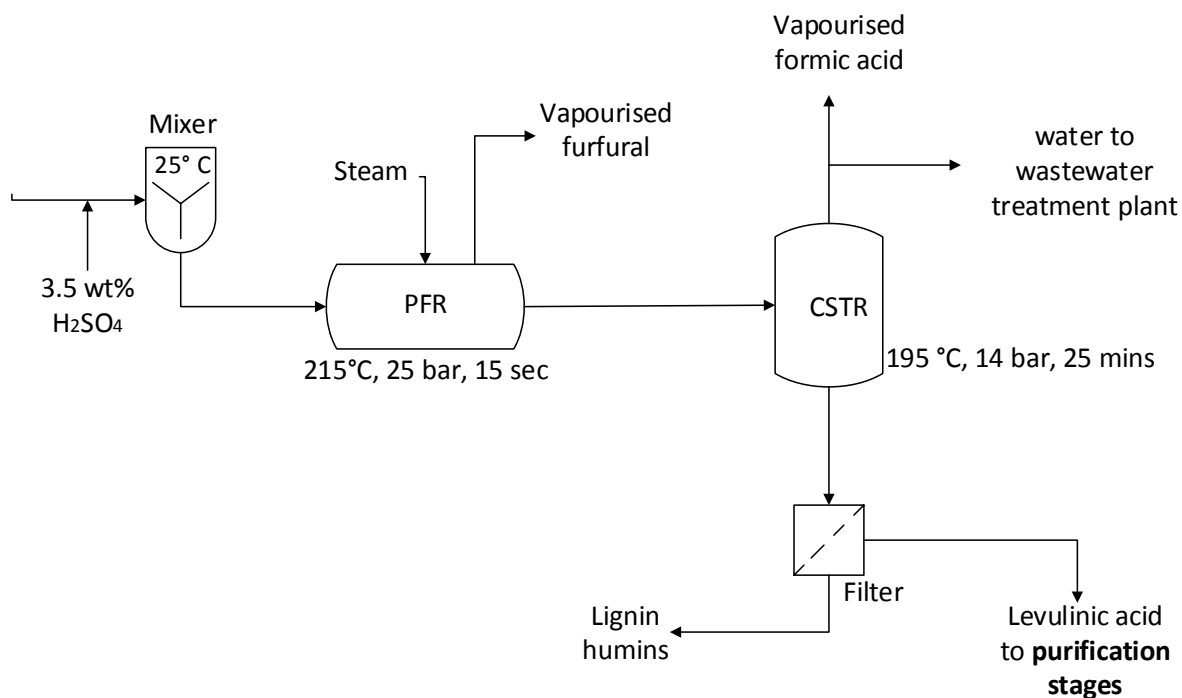 Mixer
25° C
3.5 wt%
H₂SO₄
Steam
Vapourised
furfural
PFR
215°C, 25 bar, 15 sec
Vapourised
formic acid
water to
wastewater
treatment plant
CSTR
195 °C, 14 bar, 25 mins
Filter
Lignin
humins
Levulinic acid
to purification
stages